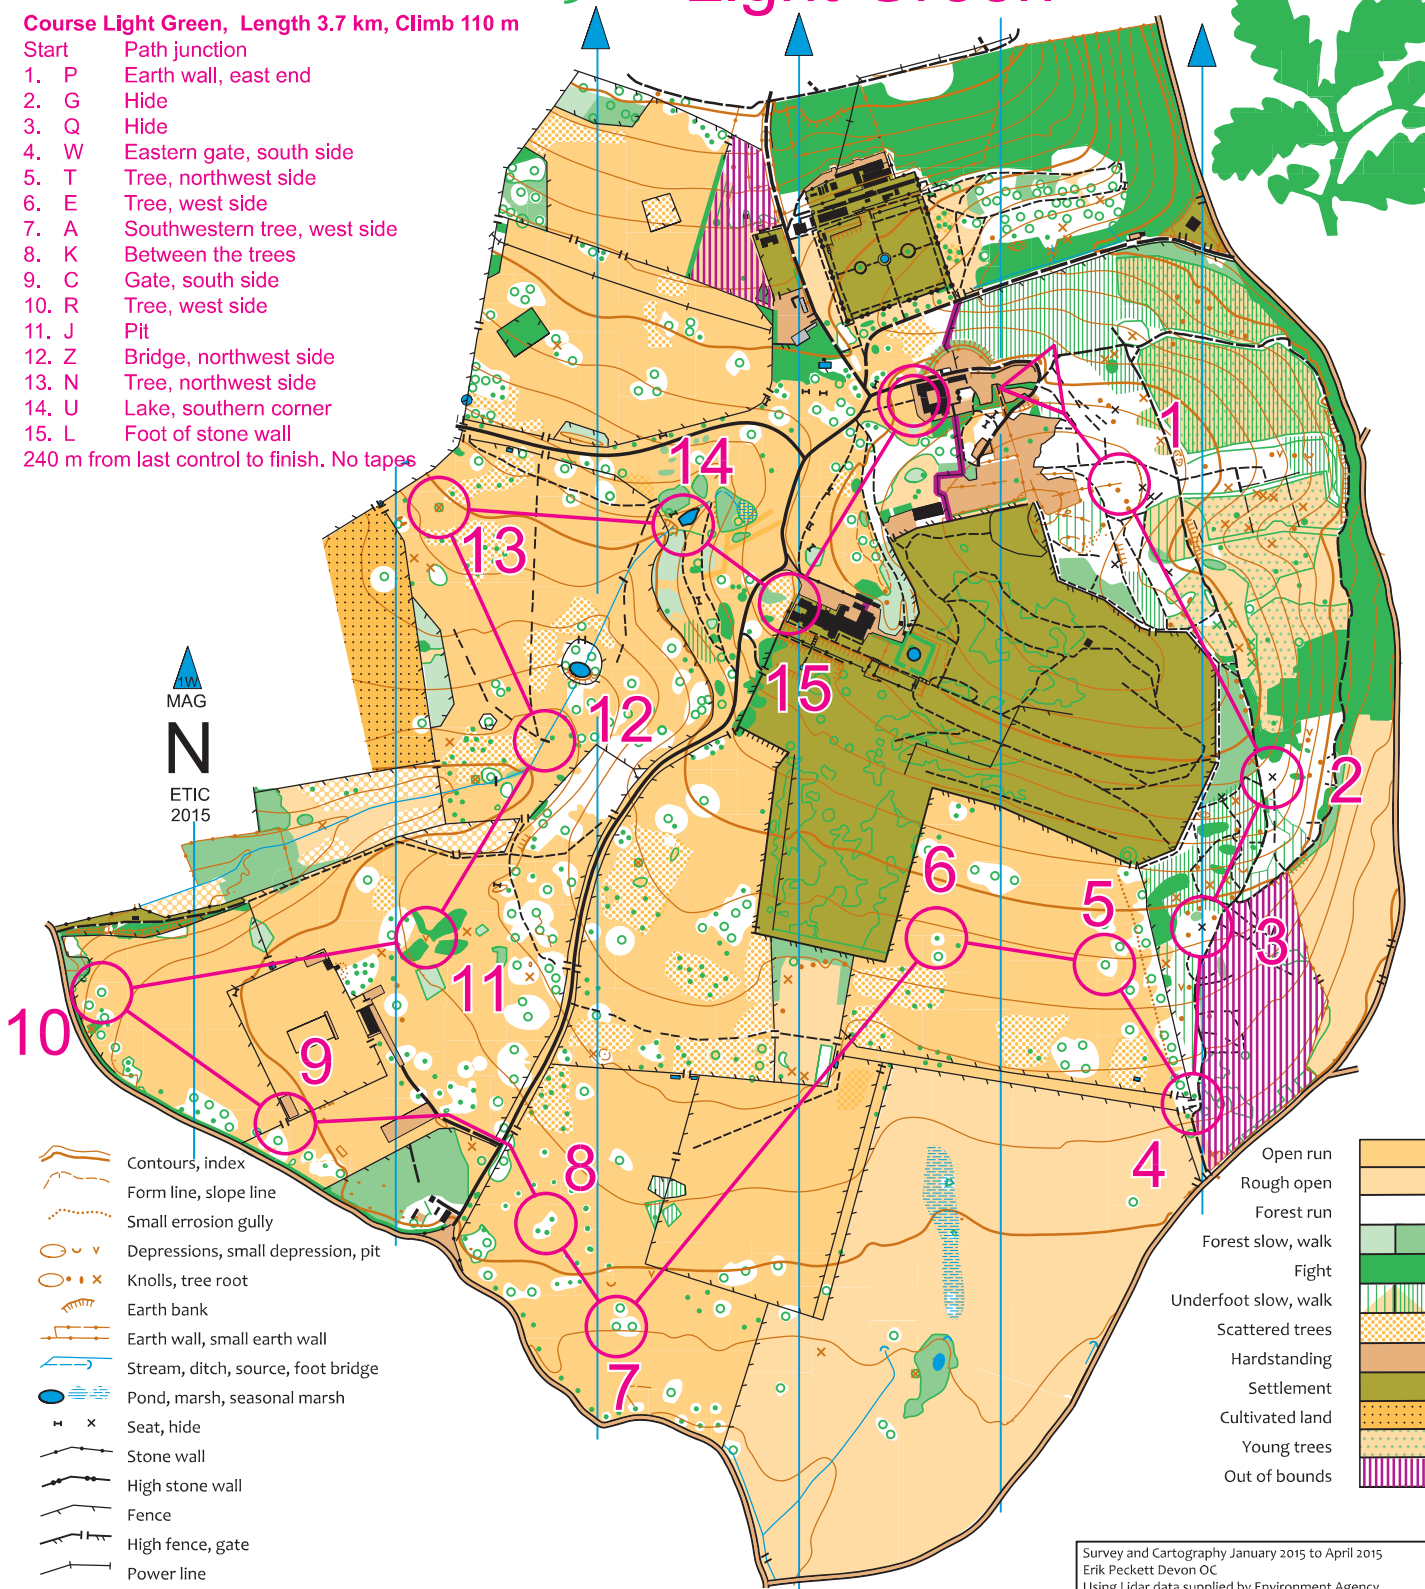 Light Green
Course Light Green, Length 3.7 km, Climb 110 m
Start Path junction
1. P Earth wall, east end
2. G Hide
3. Q Hide
4. W Eastern gate, south side
5. T Tree, northwest side
6. E Tree, west side
7. A Southwestern tree, west side
8. K Between the trees
9. C Gate, south side
10. R Tree, west side
11. J Pit
12. Z Bridge, northwest side
13. N Tree, northwest side
14. U Lake, southern corner
15. L Foot of stone wall
240 m from last control to finish. No tapes
1
14
13
15
12
2
6
5
3
11
10
9
4
8
7
1W
MAG
N
ETIC
2015
Contours, index
Form line, slope line
Small errosion gully
Depressions, small depression, pit
Knolls, tree root
Earth bank
Earth wall, small earth wall
Stream, ditch, source, foot bridge
Pond, marsh, seasonal marsh
Seat, hide
Stone wall
High stone wall
Fence
High fence, gate
Power line
Open run
Rough open
Forest run
Forest slow, walk
Fight
Underfoot slow, walk
Scattered trees
Hardstanding
Settlement
Cultivated land
Young trees
Out of bounds
Survey and Cartography January 2015 to April 2015
Erik Peckett Devon OC
Using Lidar data supplied by Environment Agency